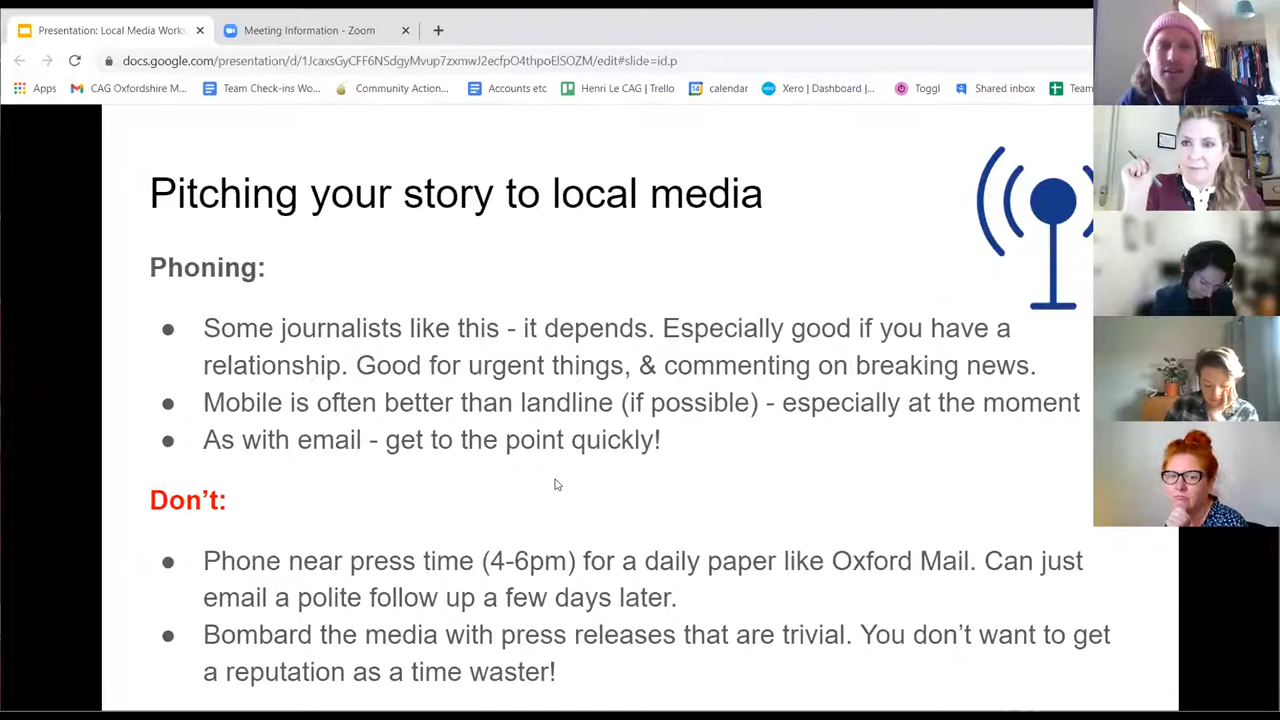 Presentation: Local Media Works
Meeting Information - Zoom
docs.google.com/presentation/d/1JcaxsGyCFF6NSdgyMvup7zxmwJ2ecfpO4thpoElSOZM/edit#slide=id.p
Apps CAG Oxfordshire M... Team Check-ins Wo... Community Action... Accounts etc Henri Le CAG | Trello 14 calendar Xero | Dashboard |... Toggl Shared inbox Team
Pitching your story to local media
Phoning:
● Some journalists like this - it depends. Especially good if you have a
relationship. Good for urgent things, & commenting on breaking news.
● Mobile is often better than landline (if possible) - especially at the moment
● As with email - get to the point quickly!
Don’t:
● Phone near press time (4-6pm) for a daily paper like Oxford Mail. Can just
email a polite follow up a few days later.
● Bombard the media with press releases that are trivial. You don’t want to get
a reputation as a time waster!